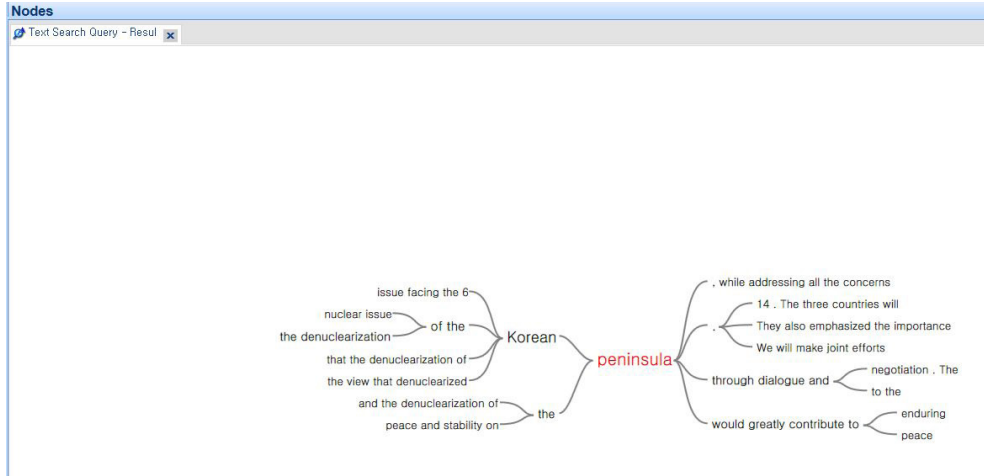 Nodes
Text Search Query - Resul
issue facing the 6
nuclear issue
the denuclearization
of the
that the denuclearization of
the view that denuclearized
Korean
and the denuclearization of
peace and stability on
the
peninsula
, while addressing all the concerns
.
14 . The three countries will
They also emphasized the importance
We will make joint efforts
through dialogue and
negotiation . The
to the
would greatly contribute to
enduring
peace